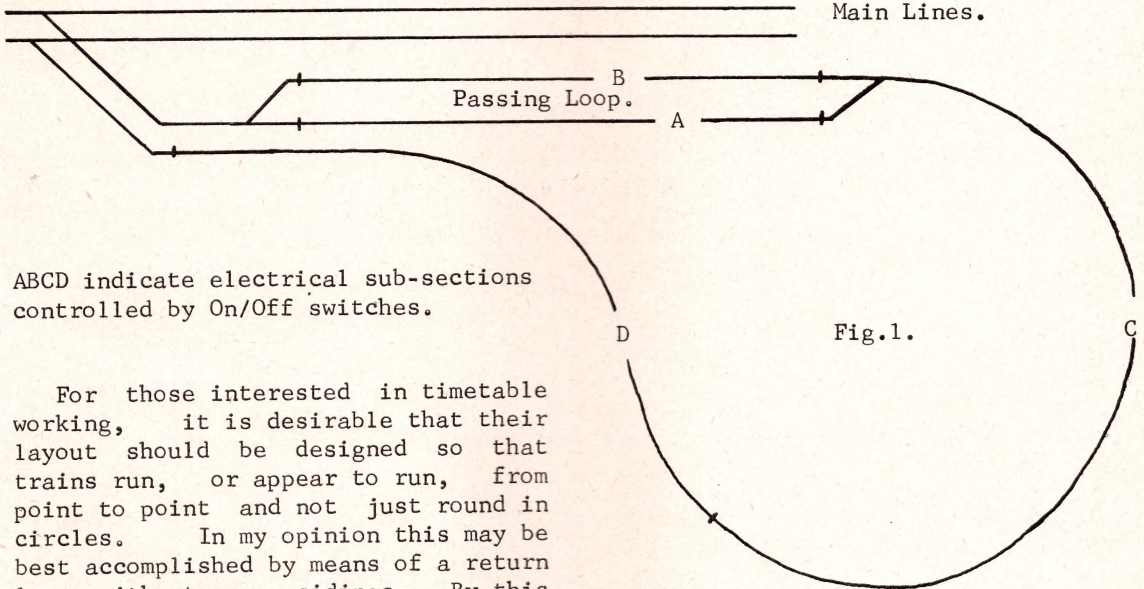 Main Lines.
B
Passing Loop.
A
ABCD indicate electrical sub-sections
controlled by On/Off switches.
D
Fig.1.
C
For those interested in timetable
working, it is desirable that their
layout should be designed so that
trains run, or appear to run, from
point to point and not just round in
circles. In my opinion this may be
best accomplished by means of a return
By this